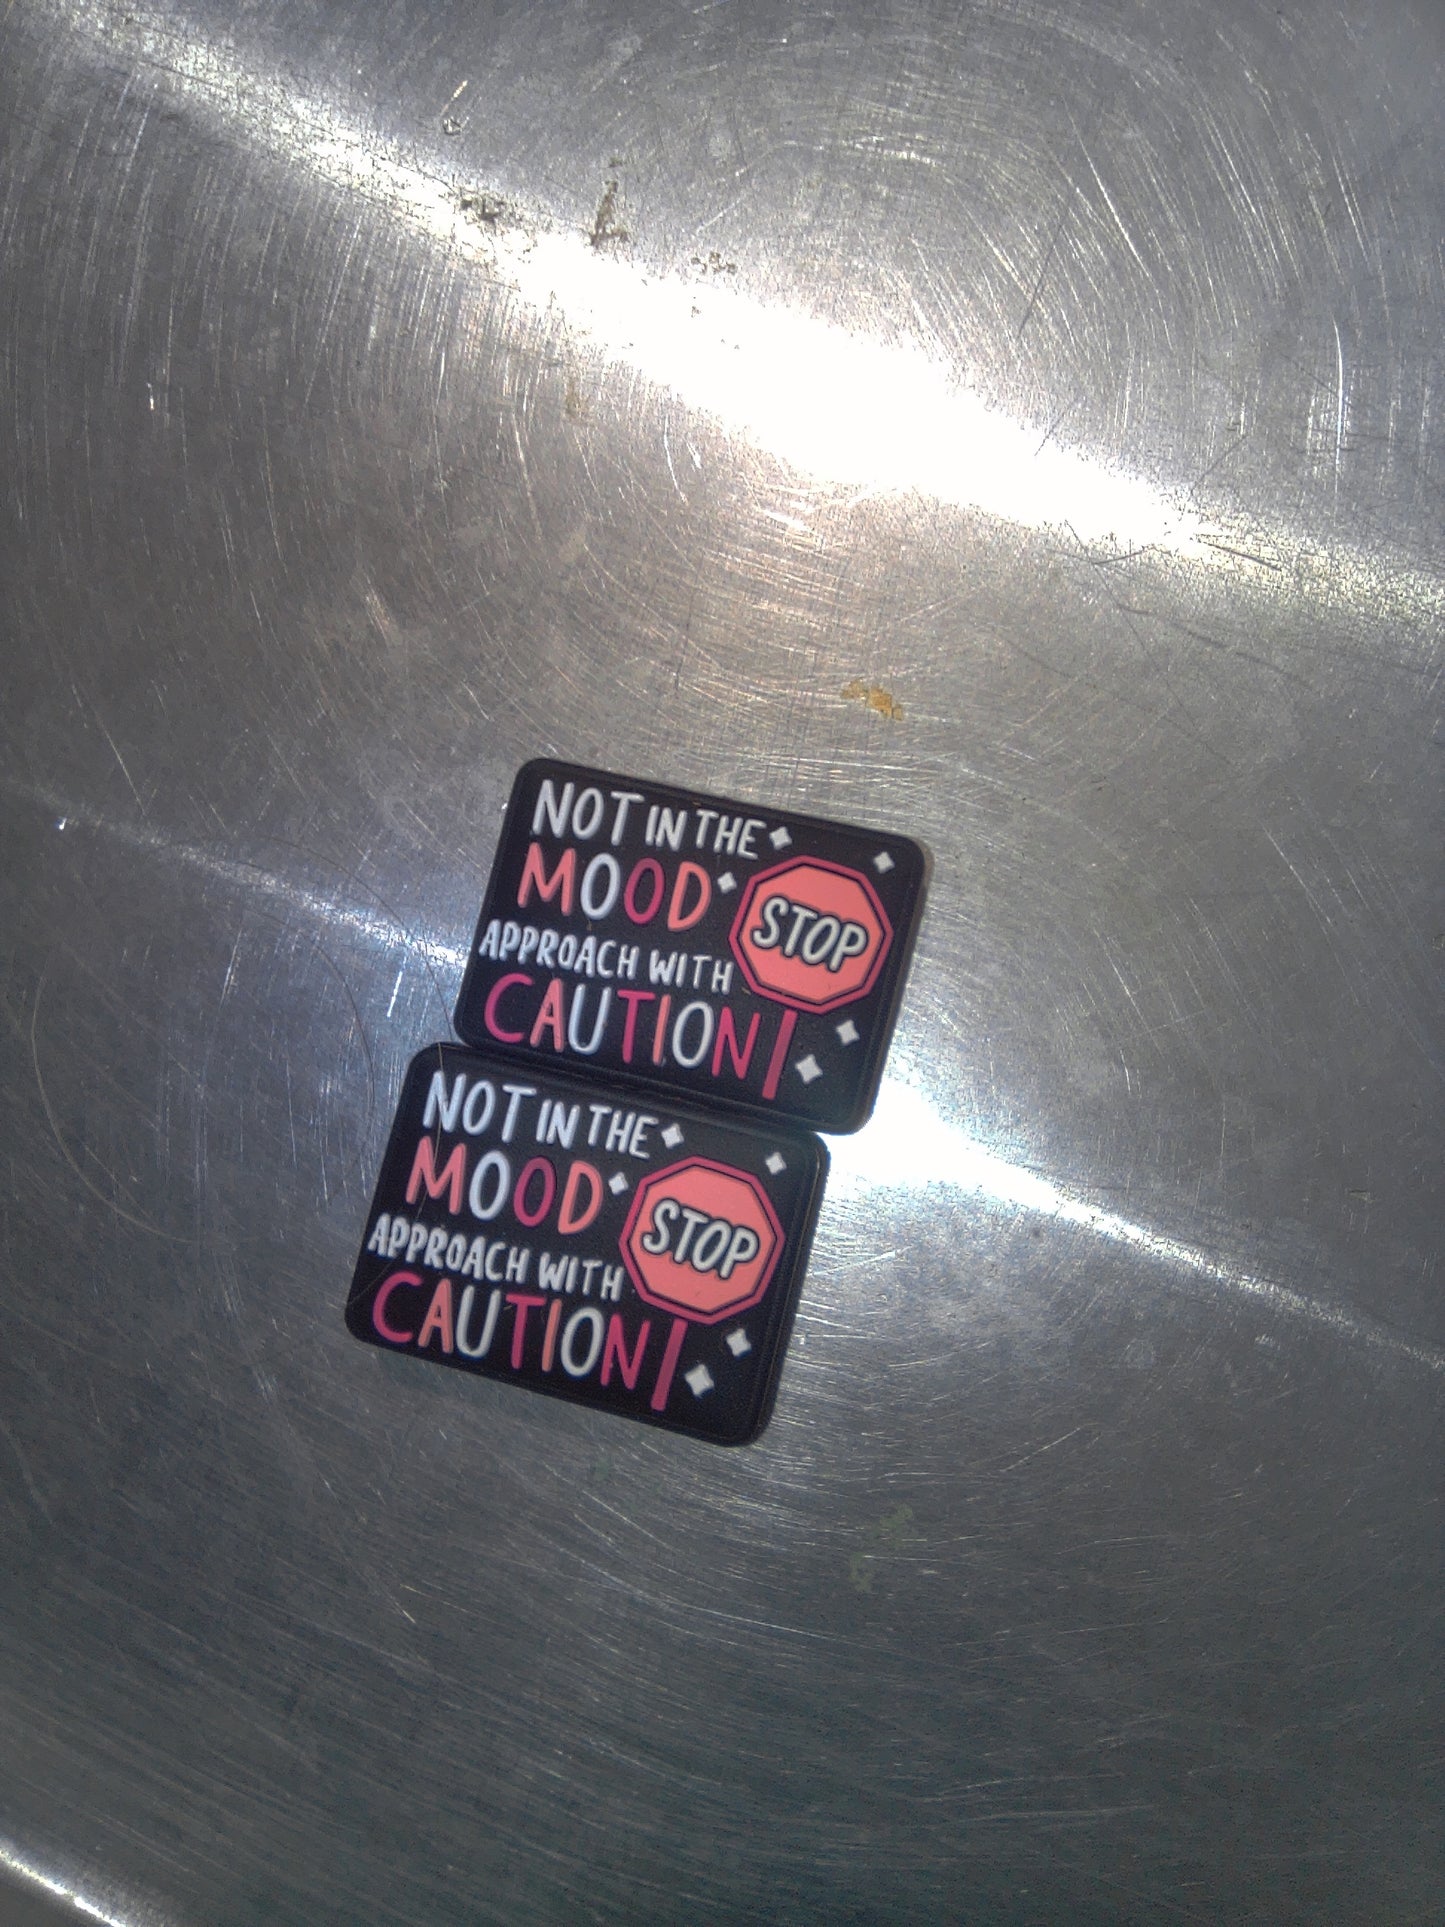 NOT IN THE
MOOD
APPROACH WITH
CAUTION
STOP
NOT IN THE
MOOD
APPROACH WITH
CAUTION
STOP